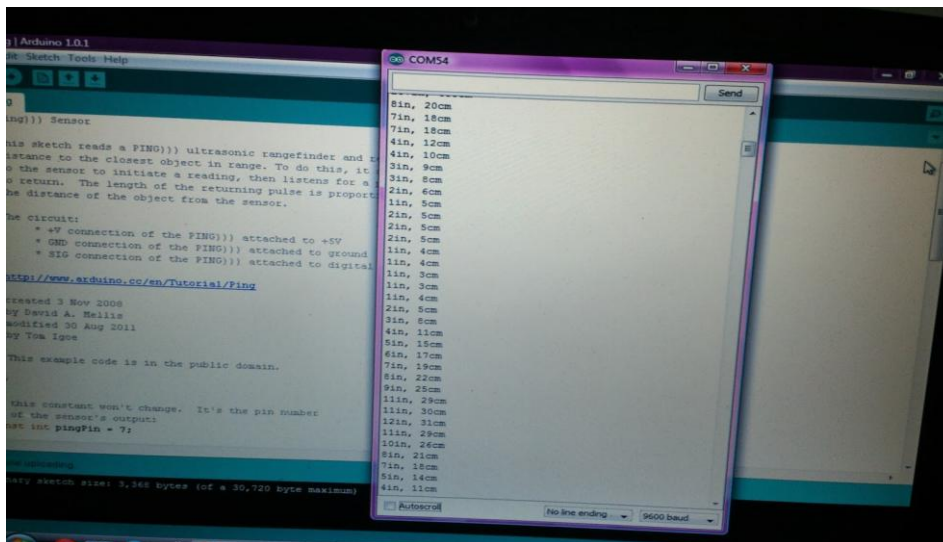 | Arduino 1.0.1
Sketch Tools Help
Sensor
his sketch reads a PING))) ultrasonic rangefinder and
istance to the closest object in range. To do this, it
o the sensor to initiate a reading, then listens for a
o return. The length of the returning pulse is proport
he distance of the object from the sensor.
he circuit:
* +V connection of the PING))) attached to +5V
* GND connection of the PING))) attached to ground
* SIG connection of the PING))) attached to digital
http://www.arduino.cc/en/Tutorial/Ping
created 3 Nov 2008
by David A. Mellis
modified 30 Aug 2011
by Tom Igoe
This example code is in the public domain.
this constant won't change. It's the pin number
of the sensor's output:
nst int pingPin = 7;
uploading
nary sketch size: 3,568 bytes (of a 30,720 byte maximum)
COM54
Send
8in, 20cm
7in, 18cm
7in, 18cm
4in, 12cm
4in, 10cm
3in, 9cm
3in, 8cm
2in, 6cm
1in, 5cm
2in, 5cm
2in, 5cm
2in, 5cm
1in, 4cm
1in, 4cm
1in, 3cm
1in, 3cm
1in, 4cm
2in, 5cm
3in, 8cm
4in, 11cm
5in, 15cm
6in, 17cm
7in, 19cm
8in, 22cm
9in, 25cm
11in, 29cm
11in, 30cm
12in, 31cm
11in, 29cm
10in, 26cm
8in, 21cm
7in, 18cm
5in, 14cm
4in, 11cm
Autoscroll
No line ending
9600 baud